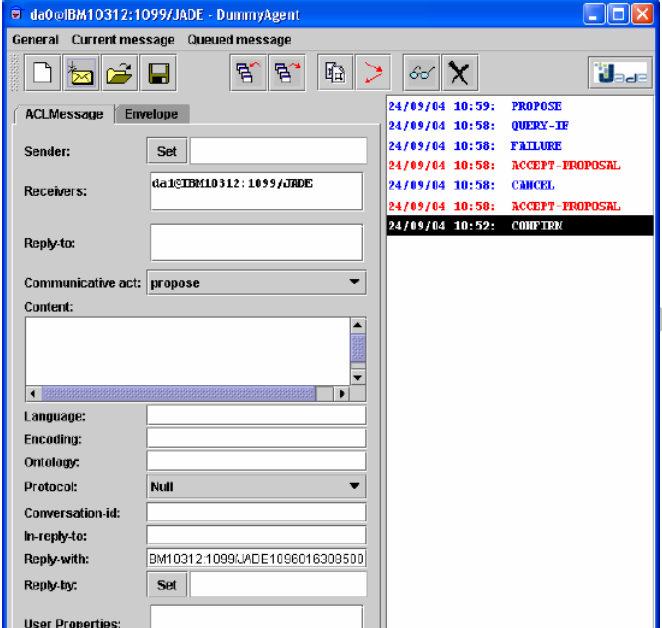 da0@IBM10312:1099/JADE - DummyAgent
General Current message Queued message
Jade
ACLMessage Envelope
Sender: Set
Receivers: da1@IBM10312:1099/JADE
Reply-to:
Communicative act: propose
Content:
Language:
Encoding:
Ontology:
Protocol: Null
Conversation-id:
In-reply-to:
Reply-with: BM10312:1099/JADE1096016309500
Reply-by: Set
User Properties:
24/09/04 10:59: PROPOSE
24/09/04 10:58: QUERY-IF
24/09/04 10:58: FAILURE
24/09/04 10:58: ACCEPT-PROPOSAL
24/09/04 10:58: CANCEL
24/09/04 10:58: ACCEPT-PROPOSAL
24/09/04 10:52: CONFIRM